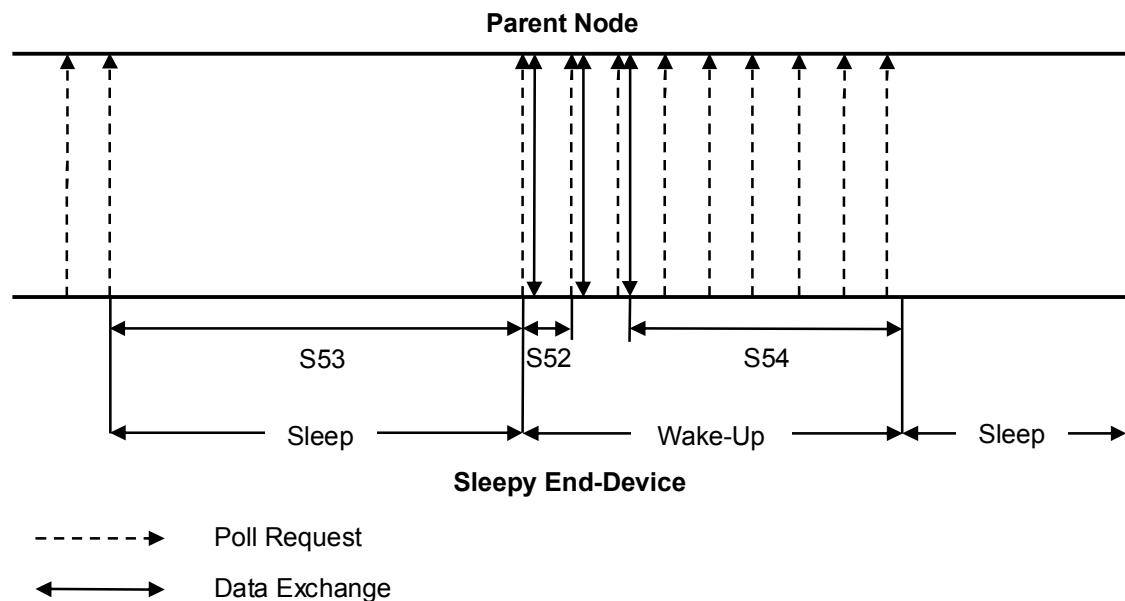 Parent Node
S53
S52
S54
Sleep
Wake-Up
Sleep
Sleepy End-Device
Poll Request
Data Exchange